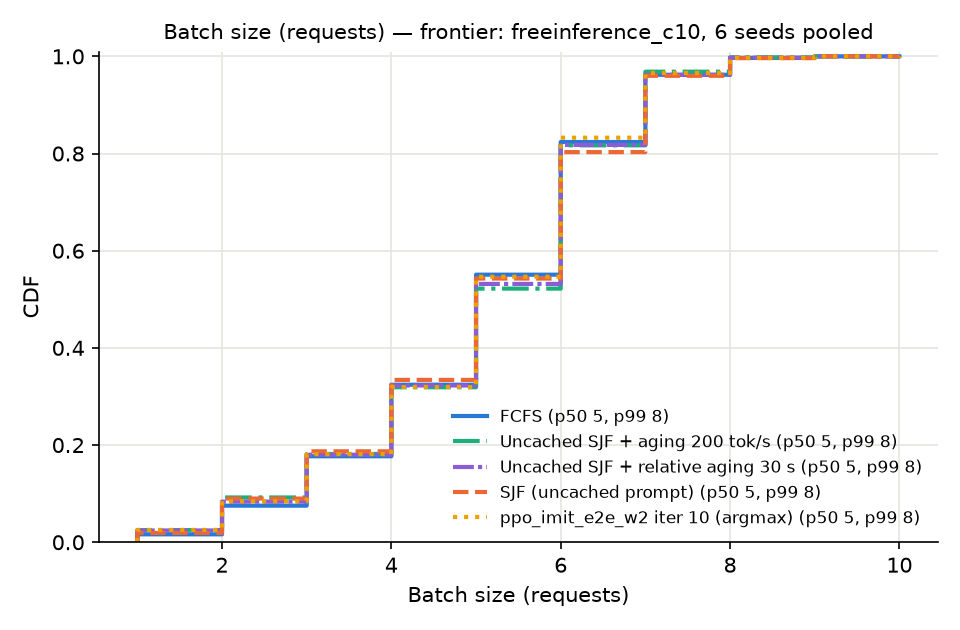 Batch size (requests) — frontier: freeinference_c10, 6 seeds pooled
1.0
0.8
0.6
0.4
0.2
0.0
CDF
FCFS (p50 5, p99 8)
Uncached SJF + aging 200 tok/s (p50 5, p99 8)
Uncached SJF + relative aging 30 s (p50 5, p99 8)
SJF (uncached prompt) (p50 5, p99 8)
ppo_imit_e2e_w2 iter 10 (argmax) (p50 5, p99 8)
2 4 6 8 10
Batch size (requests)